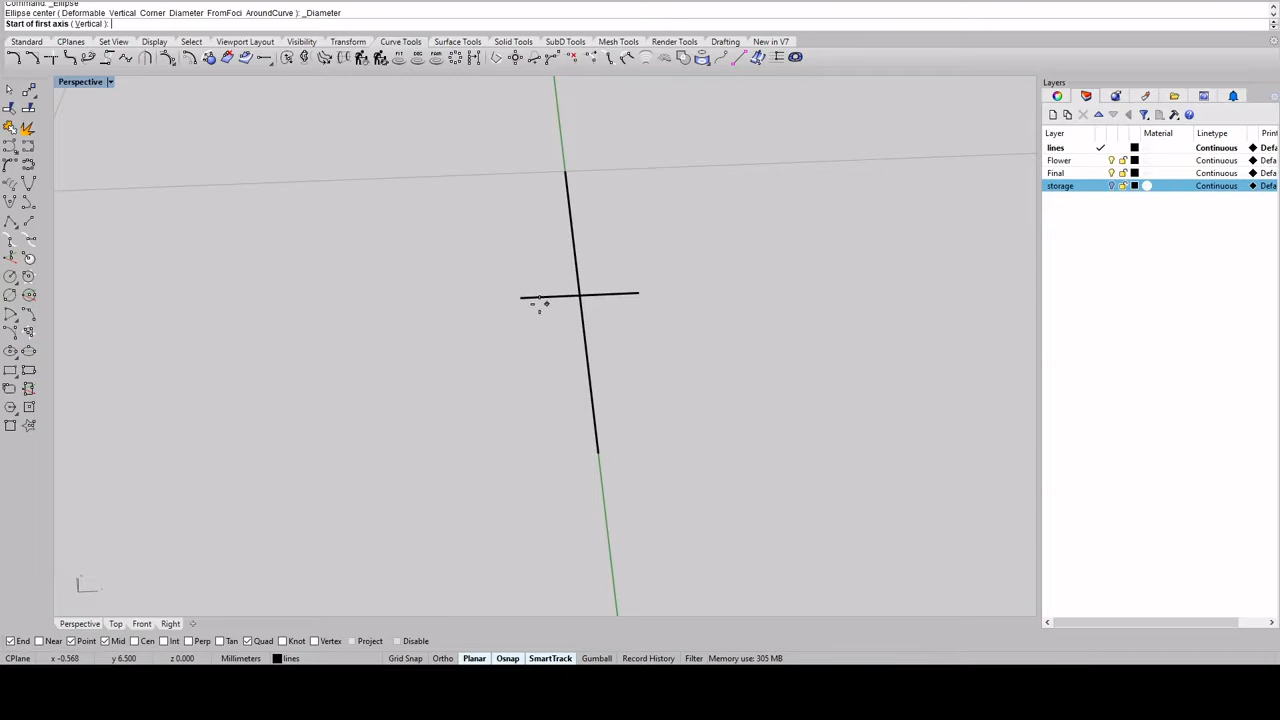 Command: _Ellipse
Ellipse center ( Deformable Vertical Corner Diameter FromFoci AroundCurve ): _Diameter
Start of first axis ( Vertical ):
Standard CPlanes Set View Display Select Viewport Layout Visibility Transform Curve Tools Surface Tools Solid Tools SubD Tools Mesh Tools Render Tools Drafting New in V7
Perspective
Layers
Layer Material Linetype Print
lines Continuous Defa
Flower Continuous Defa
Final Continuous Defa
storage Continuous Defa
Perspective Top Front Right
End Near Point Mid Cen Int Perp Tan Quad Knot Vertex Project Disable
CPlane x -0.568 y 6.500 z 0.000 Millimeters lines Grid Snap Ortho Planar Osnap SmartTrack Gumball Record History Filter Memory use: 305 MB